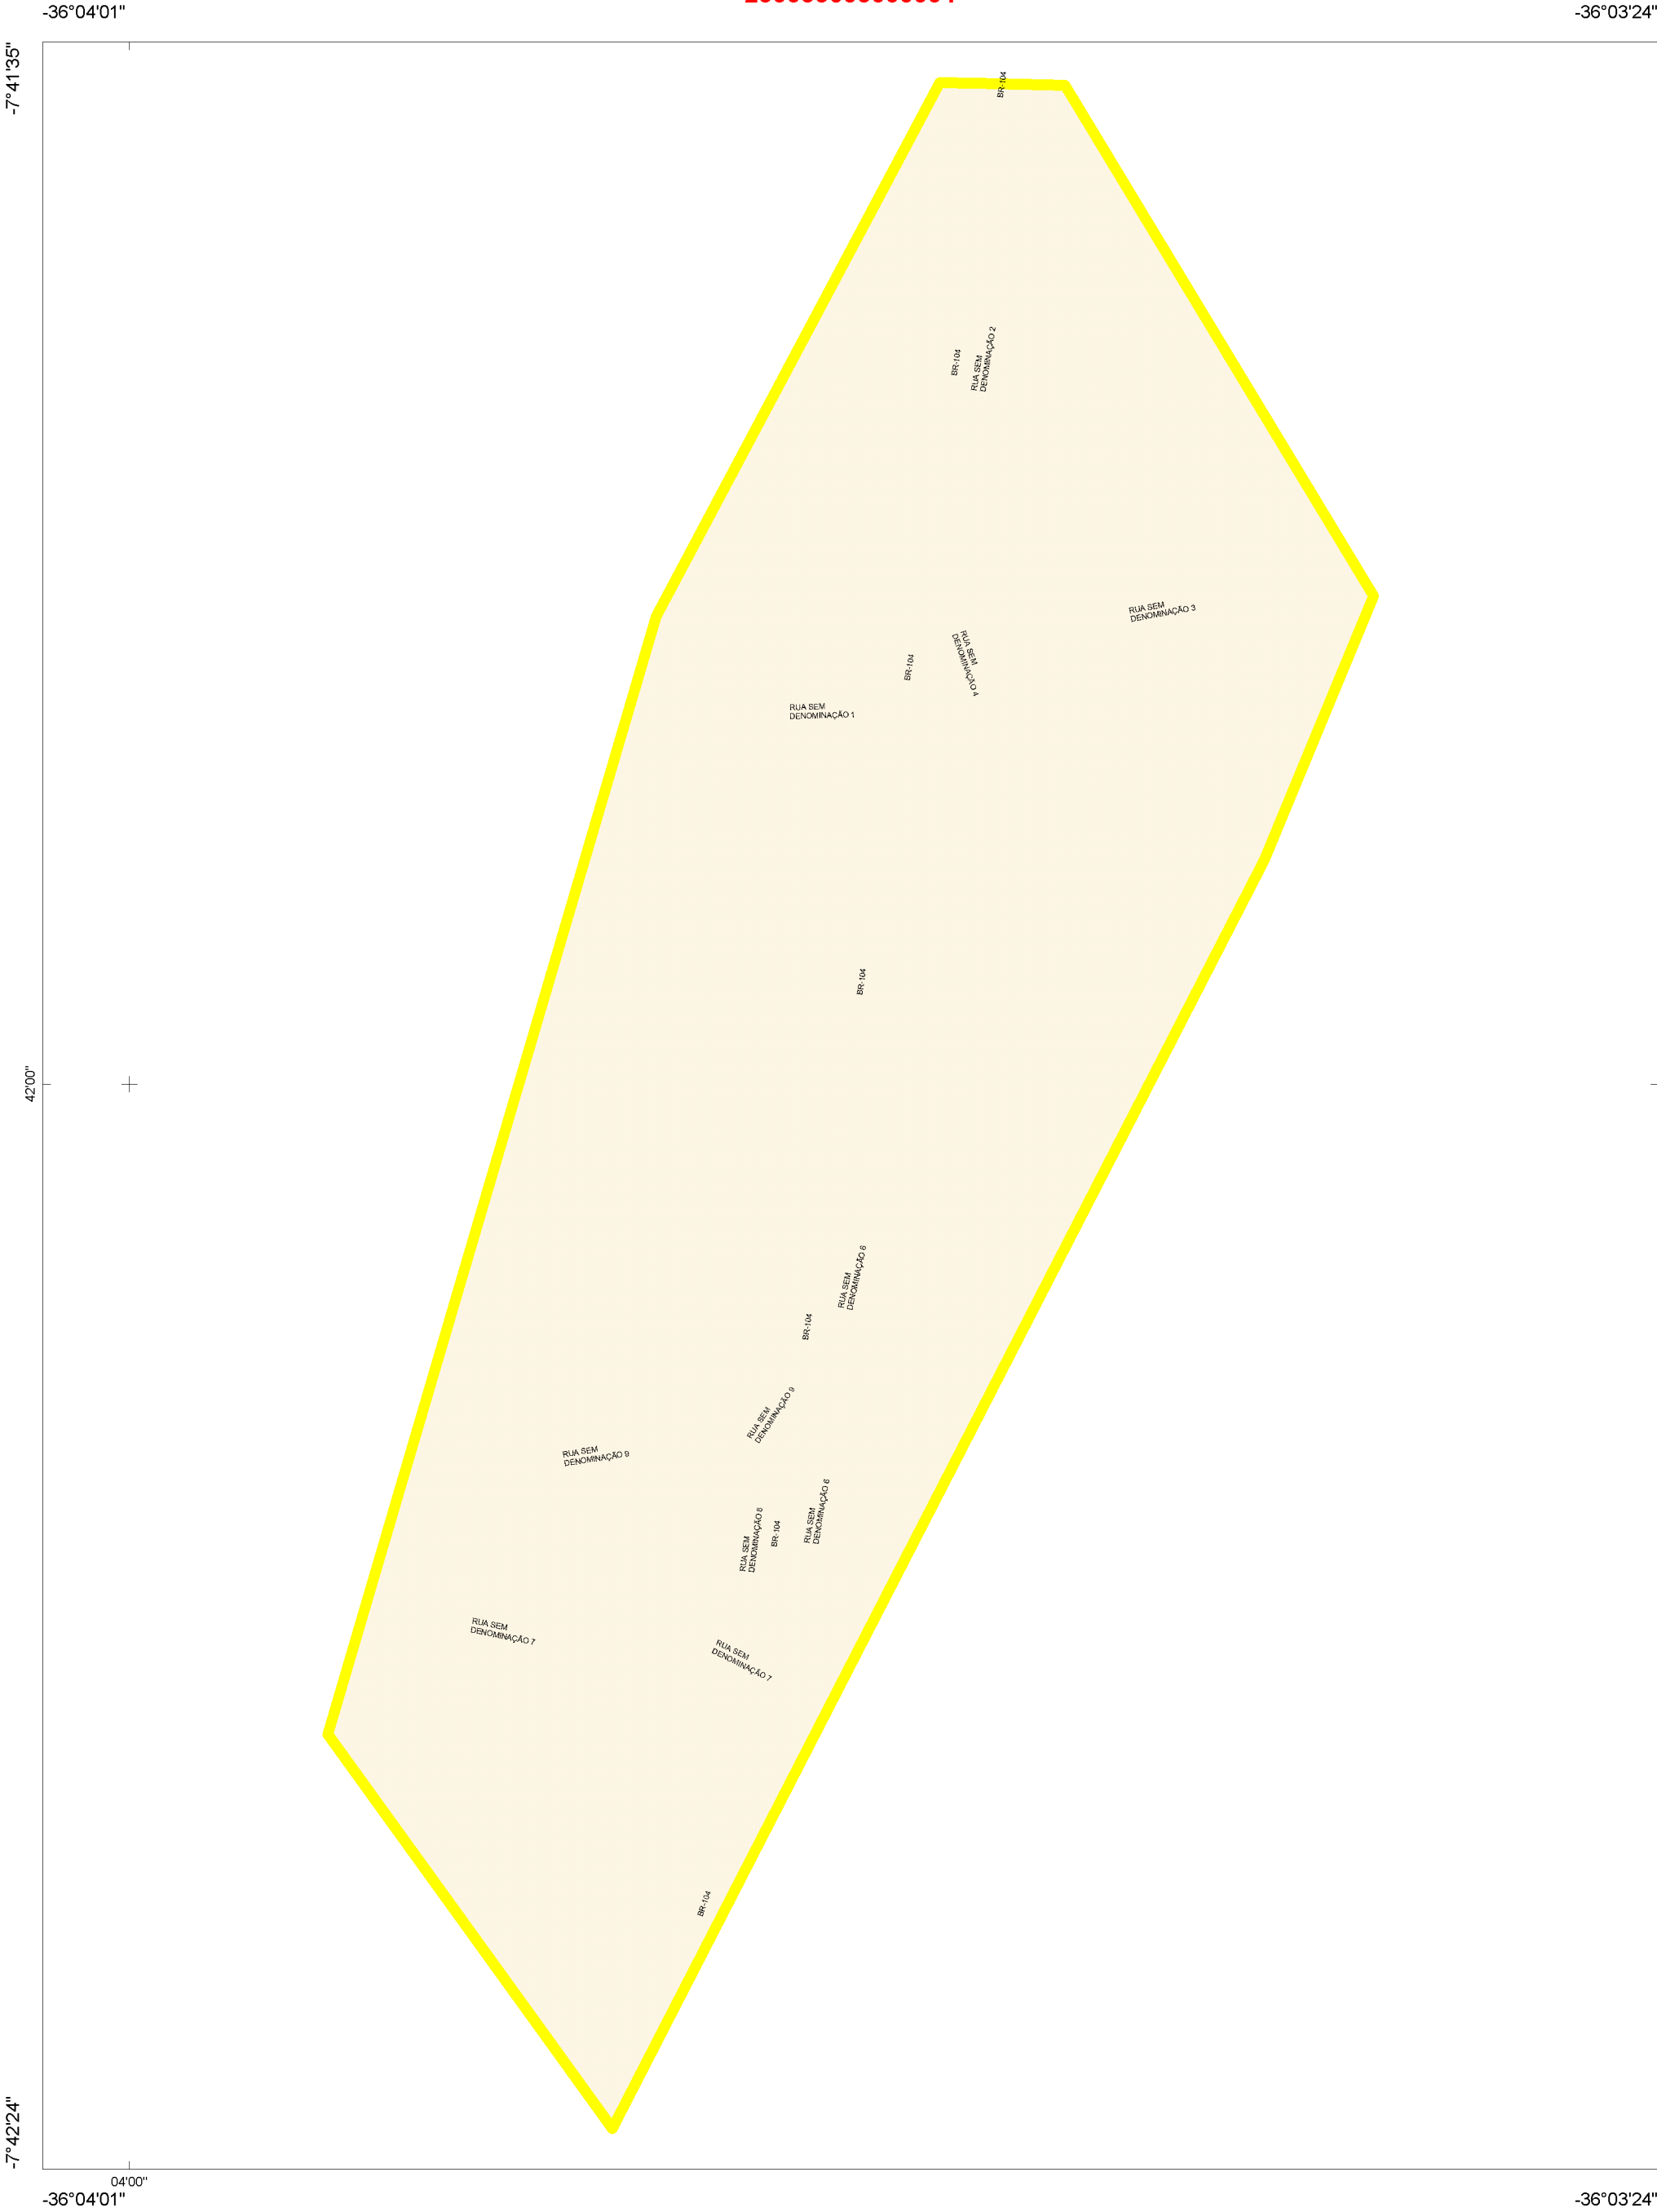 -36°04'01"
-36°03'24"
-7°41'35"
BR-104
BR-104
RUA SEM
DENOMINAÇÃO 2
RUA SEM
DENOMINAÇÃO 3
RUA SEM
DENOMINAÇÃO 4
BR-104
RUA SEM
DENOMINAÇÃO 1
BR-104
42'00"
RUA SEM
DENOMINAÇÃO 6
BR-104
RUA SEM
DENOMINAÇÃO 9
RUA SEM
DENOMINAÇÃO 9
RUA SEM
DENOMINAÇÃO 6
RUA SEM
DENOMINAÇÃO 8
BR-104
RUA SEM
DENOMINAÇÃO 7
RUA SEM
DENOMINAÇÃO 7
BR-104
-7°42'24"
04'00"
-36°04'01"
-36°03'24"